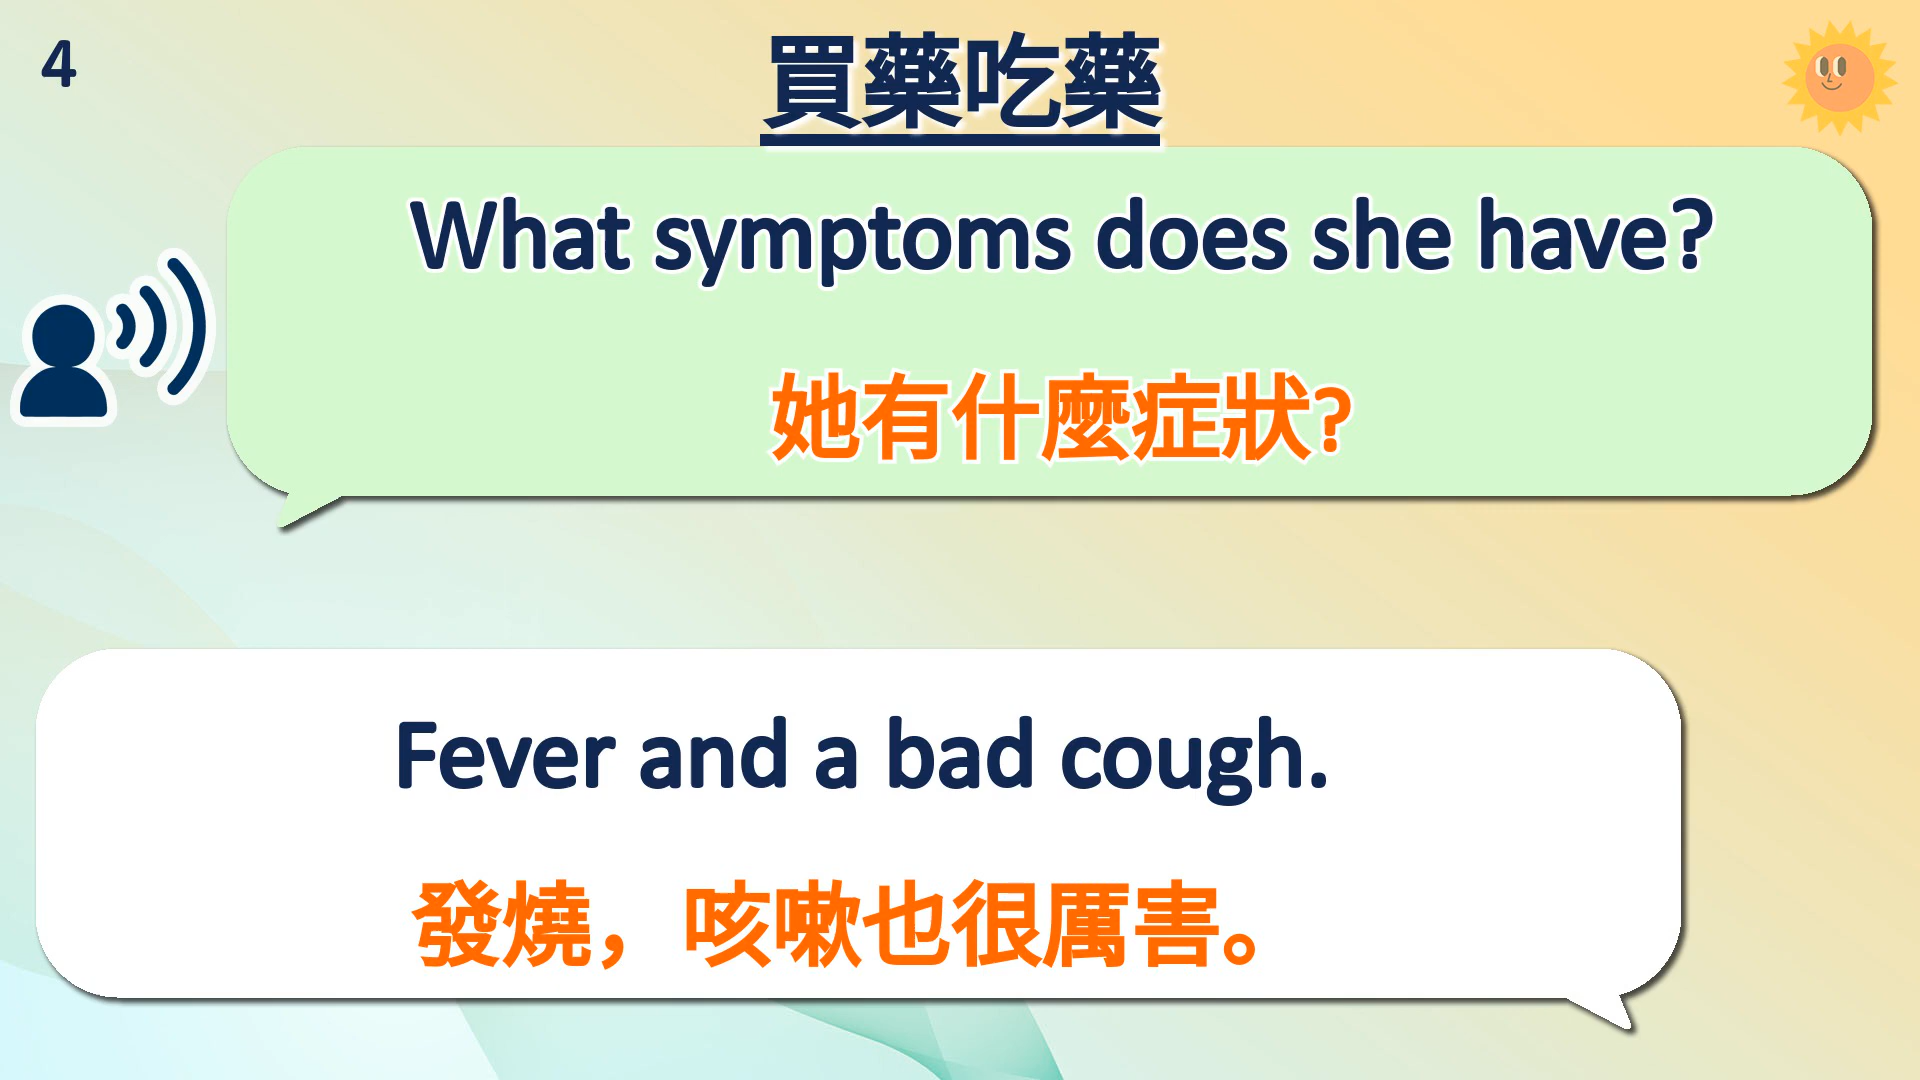 4
買藥吃藥
What symptoms does she have?
她有什麼症狀?
Fever and a bad cough.
發燒，咳嗽也很厲害。